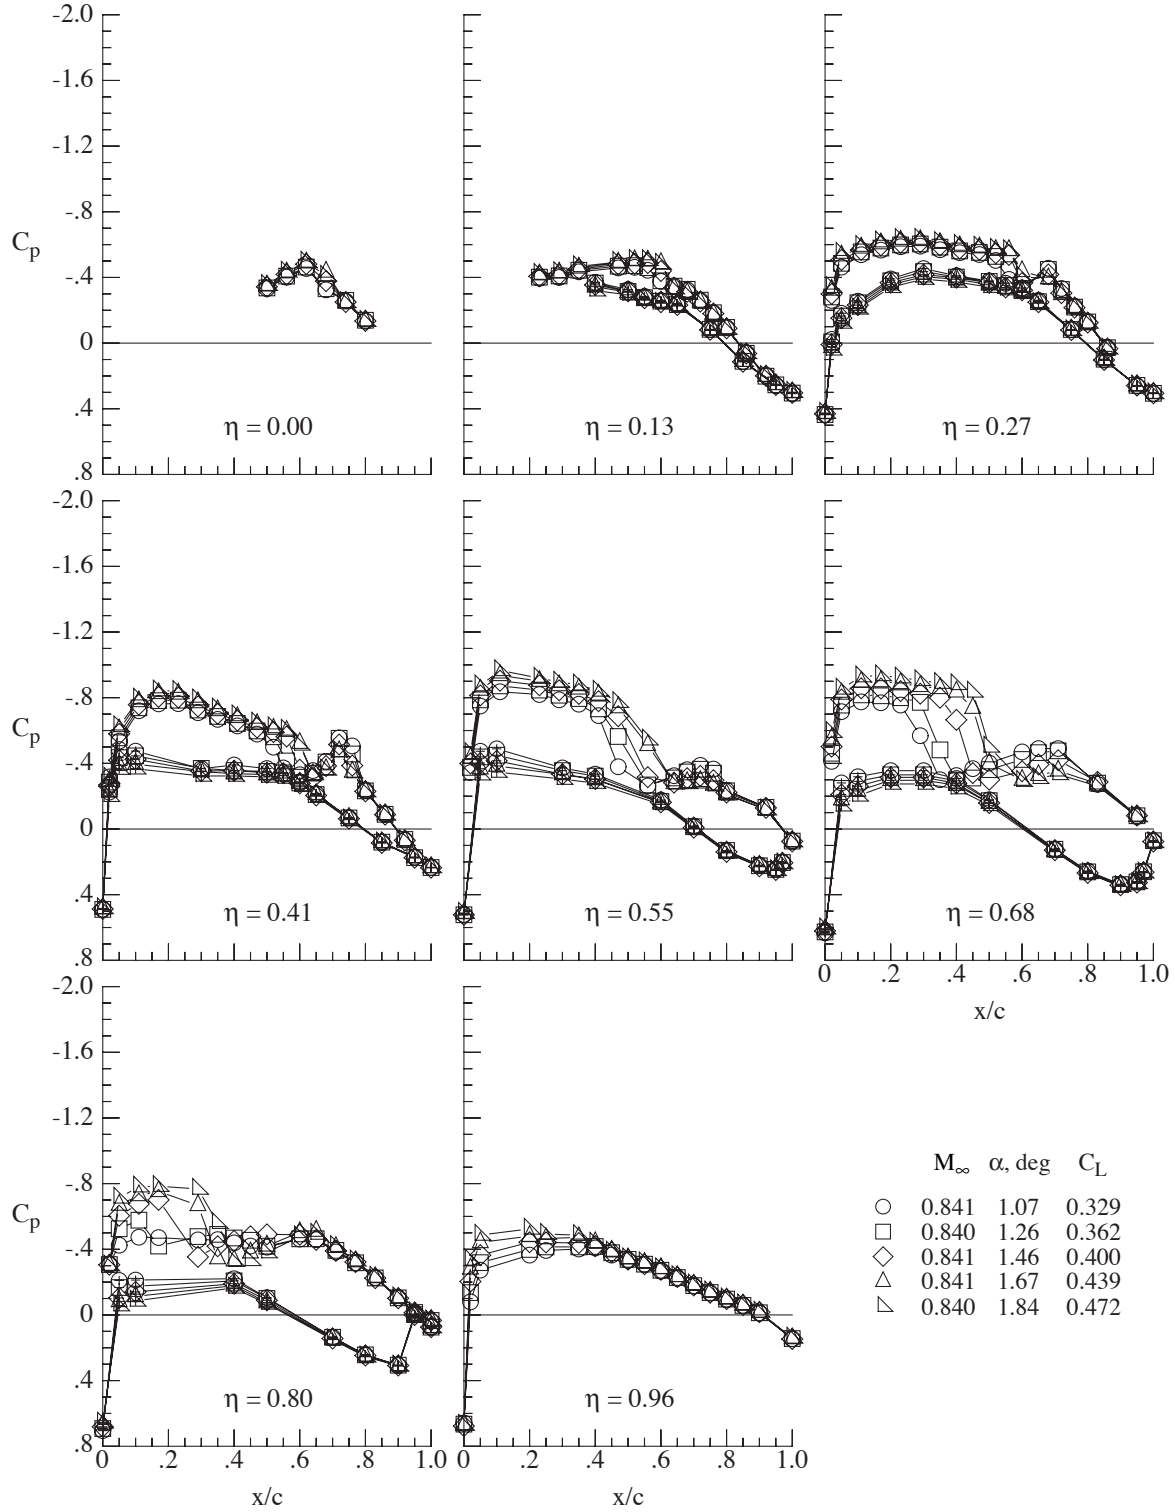 -2.0
-1.6
-1.2
-.8
C_p
-.4
0
.4
.8
η = 0.00
η = 0.13
η = 0.27
-2.0
-1.6
-1.2
-.8
C_p
-.4
0
.4
.8
η = 0.41
η = 0.55
η = 0.68
0 .2 .4 .6 .8 1.0
x/c
-2.0
-1.6
-1.2
-.8
C_p
-.4
0
.4
.8
η = 0.80
η = 0.96
0 .2 .4 .6 .8 1.0
x/c
0 .2 .4 .6 .8 1.0
x/c
M_∞ α, deg C_L
0.841 1.07 0.329
0.840 1.26 0.362
0.841 1.46 0.400
0.841 1.67 0.439
0.840 1.84 0.472